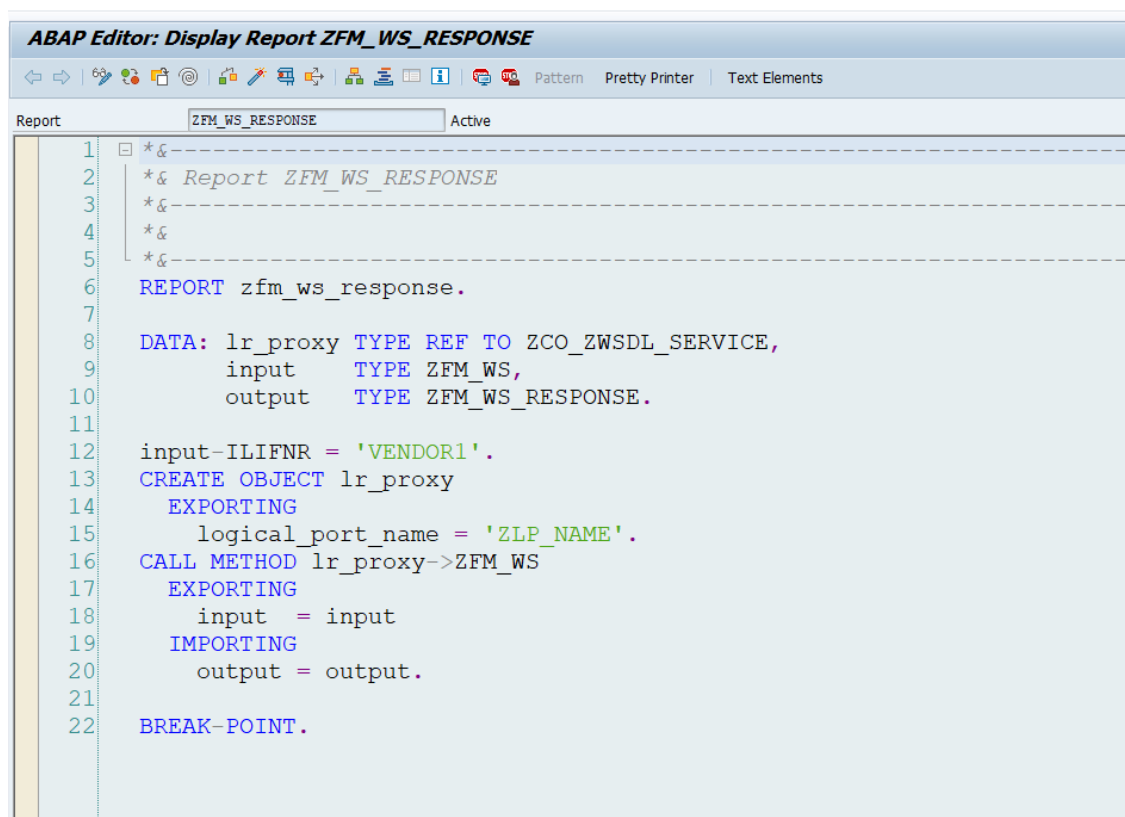 ABAP Editor: Display Report ZFM_WS_RESPONSE
Pattern Pretty Printer Text Elements
Report ZFM_WS_RESPONSE Active
1 *&---------------------------------------------------------------------
2 *& Report ZFM_WS_RESPONSE
3 *&---------------------------------------------------------------------
4 *&
5 *&---------------------------------------------------------------------
6 REPORT zfm_ws_response.
7
8 DATA: lr_proxy TYPE REF TO ZCO_ZWSDL_SERVICE,
9 input TYPE ZFM_WS,
10 output TYPE ZFM_WS_RESPONSE.
11
12 input-ILIFNR = 'VENDOR1'.
13 CREATE OBJECT lr_proxy
14 EXPORTING
15 logical_port_name = 'ZLP_NAME'.
16 CALL METHOD lr_proxy->ZFM_WS
17 EXPORTING
18 input = input
19 IMPORTING
20 output = output.
21
22 BREAK-POINT.